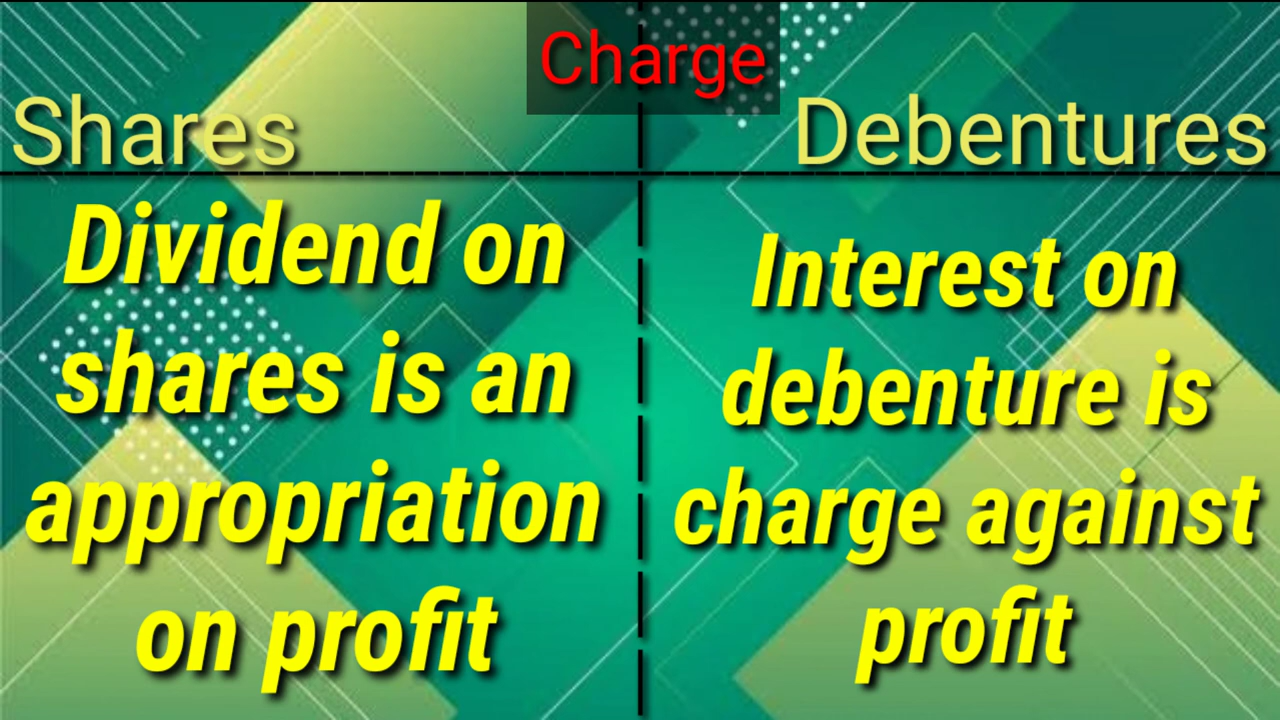 Charge
Shares
Debentures
Dividend on
shares is an
appropriation
on profit
Interest on
debenture is
charge against
profit